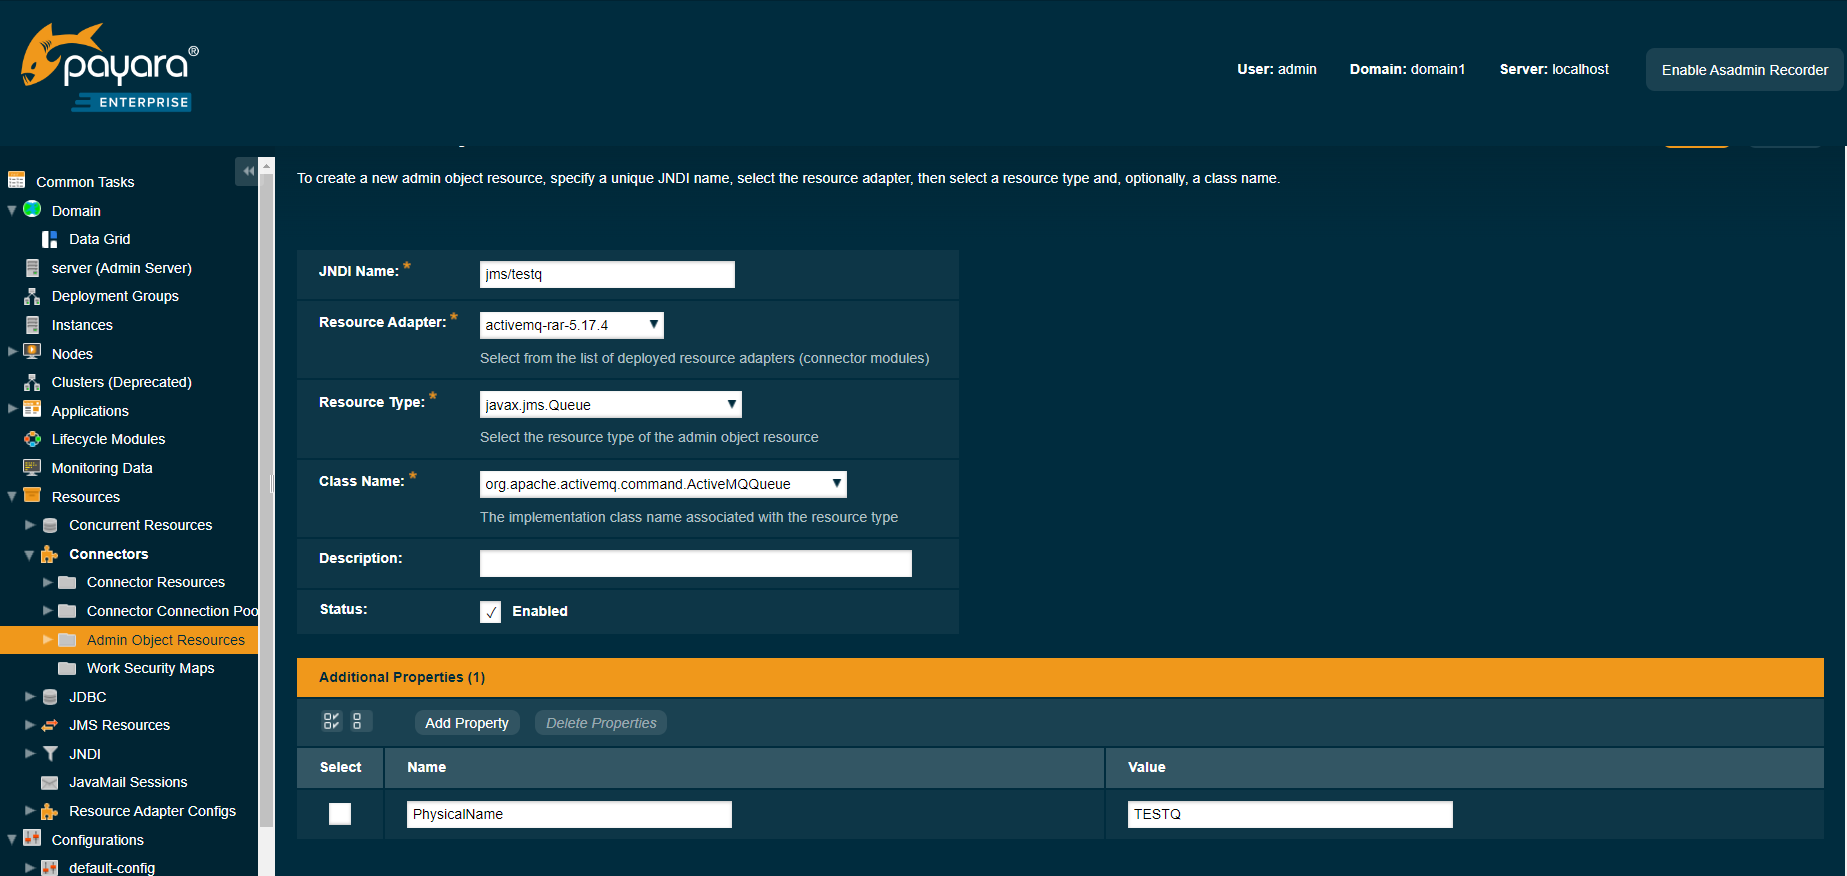 payara®
ENTERPRISE
User: admin
Domain: domain1
Server: localhost
Enable Asadmin Recorder
Common Tasks
Domain
Data Grid
server (Admin Server)
Deployment Groups
Instances
Nodes
Clusters (Deprecated)
Applications
Lifecycle Modules
Monitoring Data
Resources
Concurrent Resources
Connectors
Connector Resources
Connector Connection Poo
Admin Object Resources
Work Security Maps
JDBC
JMS Resources
JNDI
JavaMail Sessions
Resource Adapter Configs
Configurations
default-config
To create a new admin object resource, specify a unique JNDI name, select the resource adapter, then select a resource type and, optionally, a class name.
JNDI Name: *
jms/testq
Resource Adapter: *
activemq-rar-5.17.4
Select from the list of deployed resource adapters (connector modules)
Resource Type: *
javax.jms.Queue
Select the resource type of the admin object resource
Class Name: *
org.apache.activemq.command.ActiveMQQueue
The implementation class name associated with the resource type
Description:
Status:
Enabled
Additional Properties (1)
Add Property
Delete Properties
Select
Name
Value
PhysicalName
TESTQ